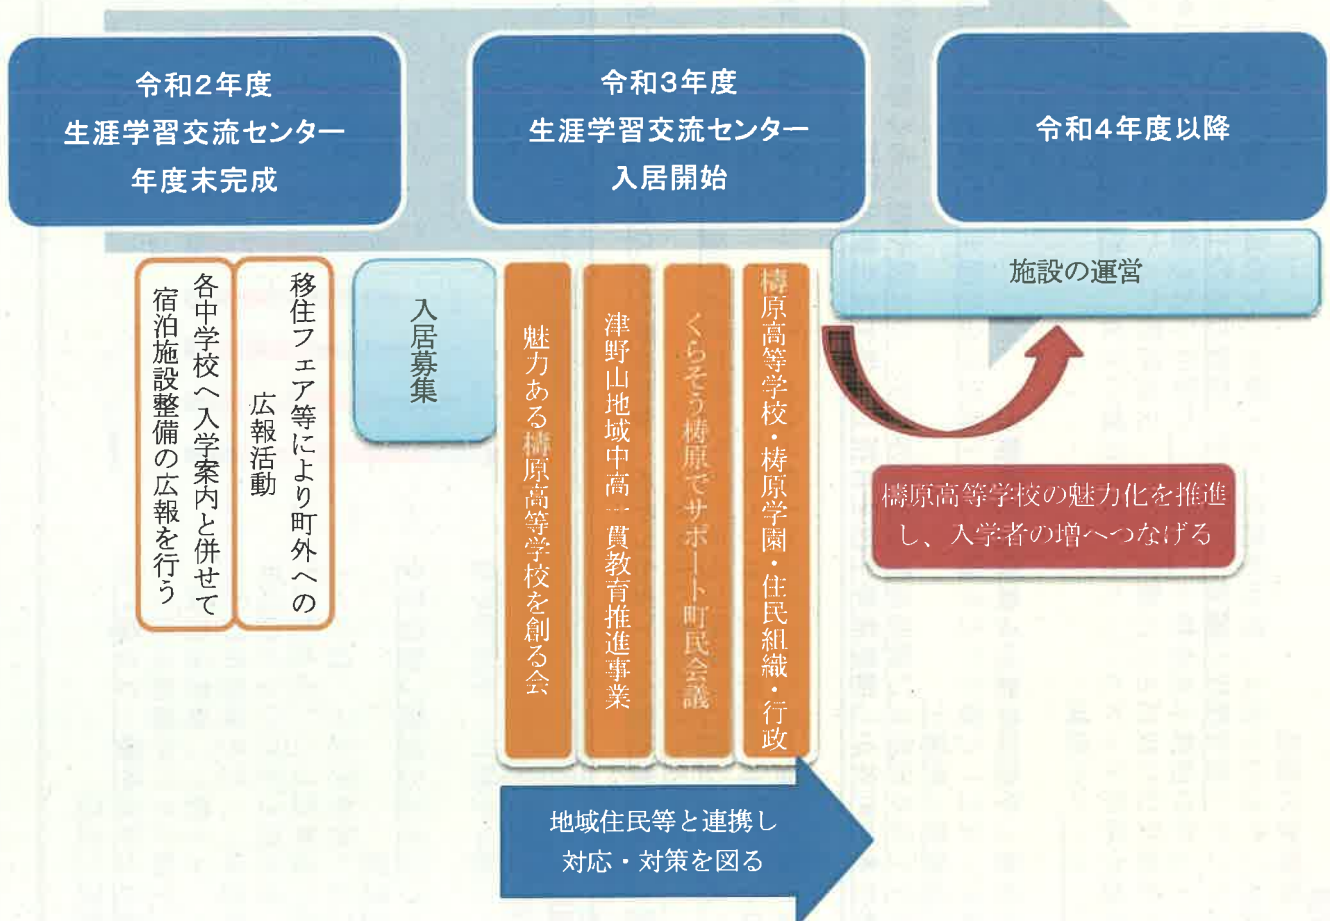 令和2年度
生涯学習交流センター
年度末完成
令和3年度
生涯学習交流センター
入居開始
令和4年度以降
施設の運営
移住フェア等により町外への
広報活動
各中学校へ入学案内と併せて
宿泊施設整備の広報を行う
入居募集
檮原高等学校・梼原学園・住民組織・行政
くらそう梼原でサポート町民会議
津野山地域中高一貫教育推進事業
魅力ある檮原高等学校を創る会
檮原高等学校の魅力化を推進
し、入学者の増へつなげる
地域住民等と連携し
対応・対策を図る